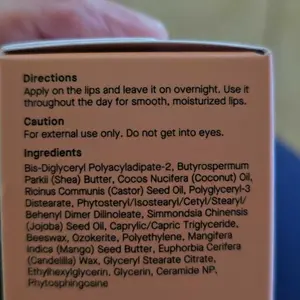 Directions
Apply on the lips and leave it on overnight. Use it
throughout the day for smooth, moisturized lips.
Caution
For external use only. Do not get into eyes.
Ingredients
Bis-Diglyceryl Polyacyladipate-2, Butyrospermum
Parkii (Shea) Butter, Cocos Nucifera (Coconut) Oil,
Ricinus Communis (Castor) Seed Oil, Polyglyceryl-3
Distearate, Phytosteryl/Isostearyl/Cetyl/Stearyl/
Behenyl Dimer Dilinoleate, Simmondsia Chinensis
(Jojoba) Seed Oil, Caprylic/Capric Triglyceride,
Beeswax, Ozokerite, Polyethylene, Mangifera
Indica (Mango) Seed Butter, Euphorbia Cerifera
(Candelilla) Wax, Glyceryl Stearate Citrate,
Ethylhexylglycerin, Glycerin, Ceramide NP,
Phytosphingosine